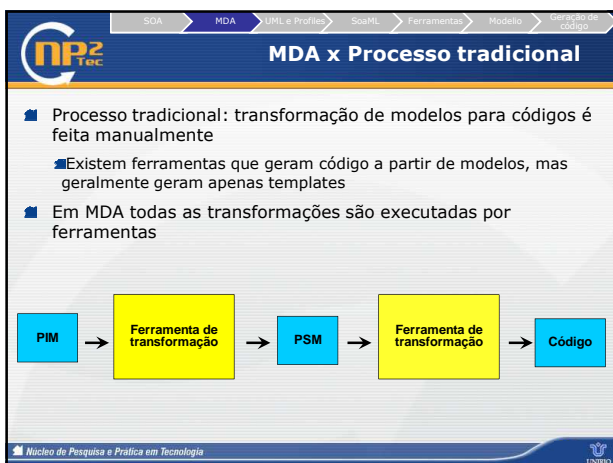 SOA MDA UML e Profiles SoaML Ferramentas Modelio Geração de código
NP2 Tec
MDA x Processo tradicional
Processo tradicional: transformação de modelos para códigos é
feita manualmente
Existem ferramentas que geram código a partir de modelos, mas
geralmente geram apenas templates
Em MDA todas as transformações são executadas por
ferramentas
PIM
Ferramenta de
transformação
PSM
Ferramenta de
transformação
Código
Núcleo de Pesquisa e Prática em Tecnologia
UNIRIO